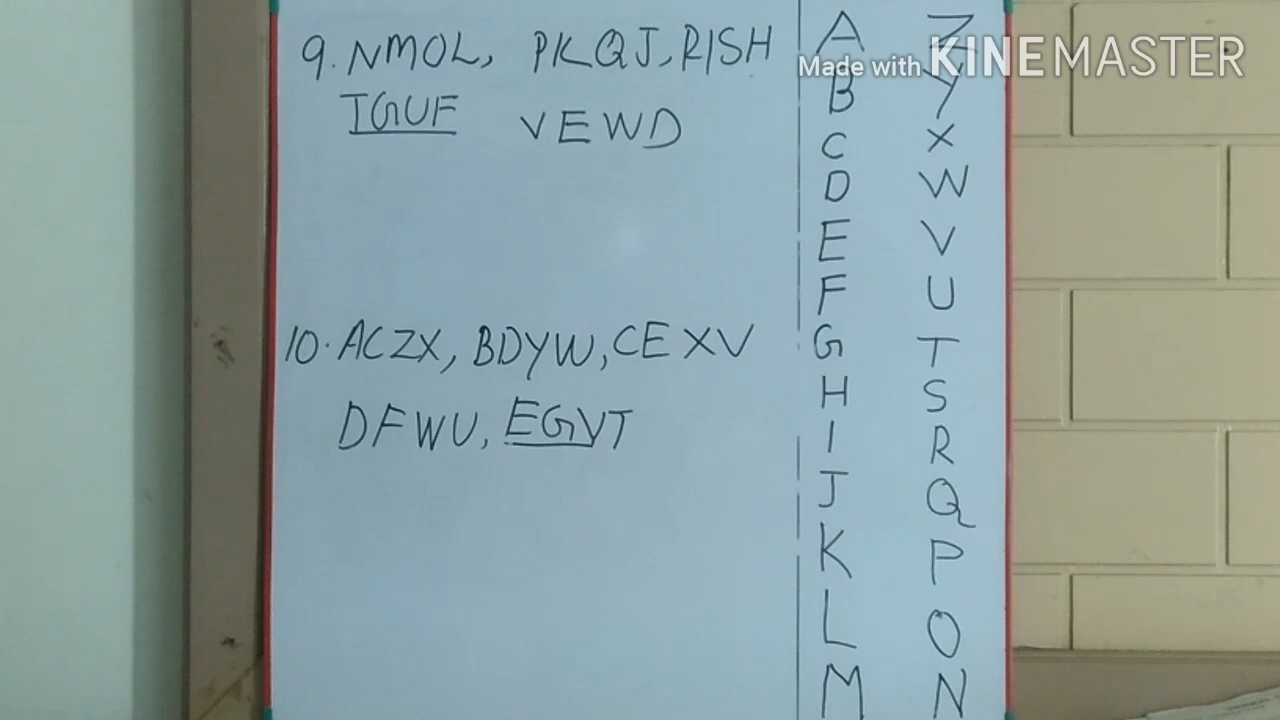 9. NMOL, PKQJ, RISH
TGUF VEWD
10. ACZX, BDYW, CEXV
DFWU, EGVT
A Z
Made with KINEMASTER
B Y
C X
D W
E V
F U
G T
H S
I R
J Q
K P
L O
M N